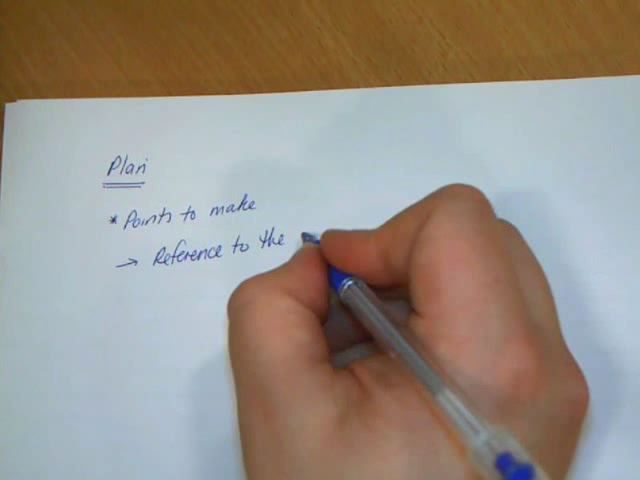 Plan
* Points to make
→ Reference to the